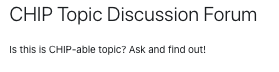 CHIP Topic Discussion Forum
Is this is CHIP-able topic? Ask and find out!